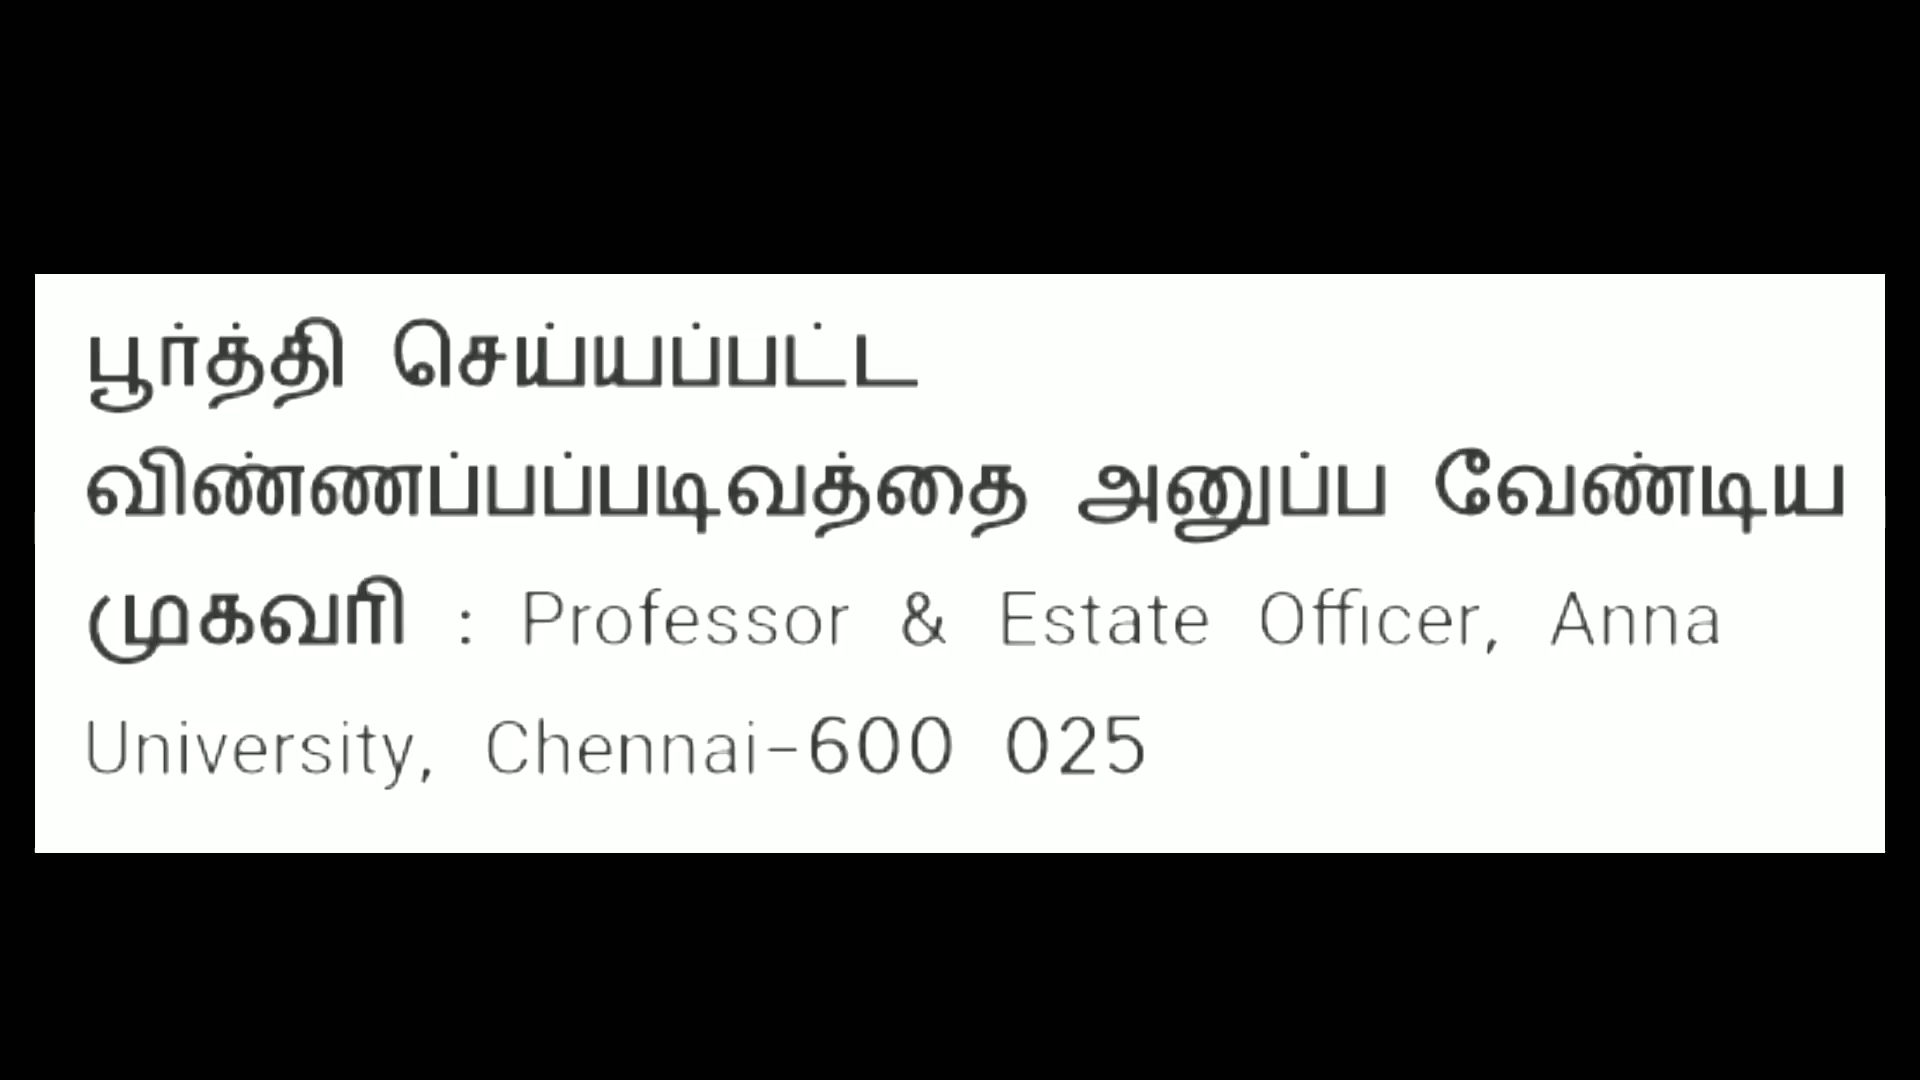 பூர்த்தி செய்யப்பட்ட
விண்ணப்பப்படிவத்தை அனுப்ப வேண்டிய
முகவரி : Professor & Estate Officer, Anna
University, Chennai-600 025